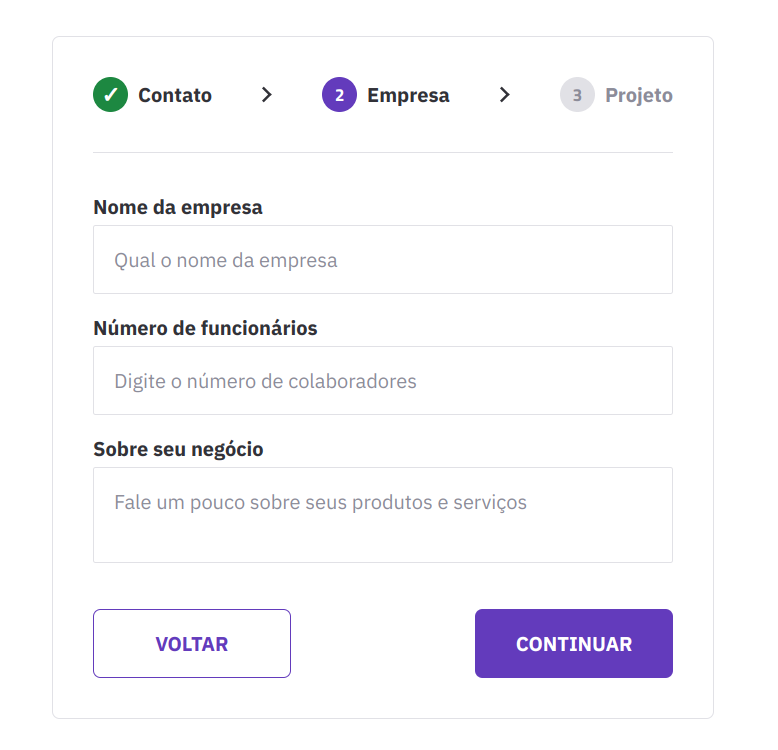 ✓ Contato > 2 Empresa > 3 Projeto
Nome da empresa
Qual o nome da empresa
Número de funcionários
Digite o número de colaboradores
Sobre seu negócio
Fale um pouco sobre seus produtos e serviços
VOLTAR CONTINUAR